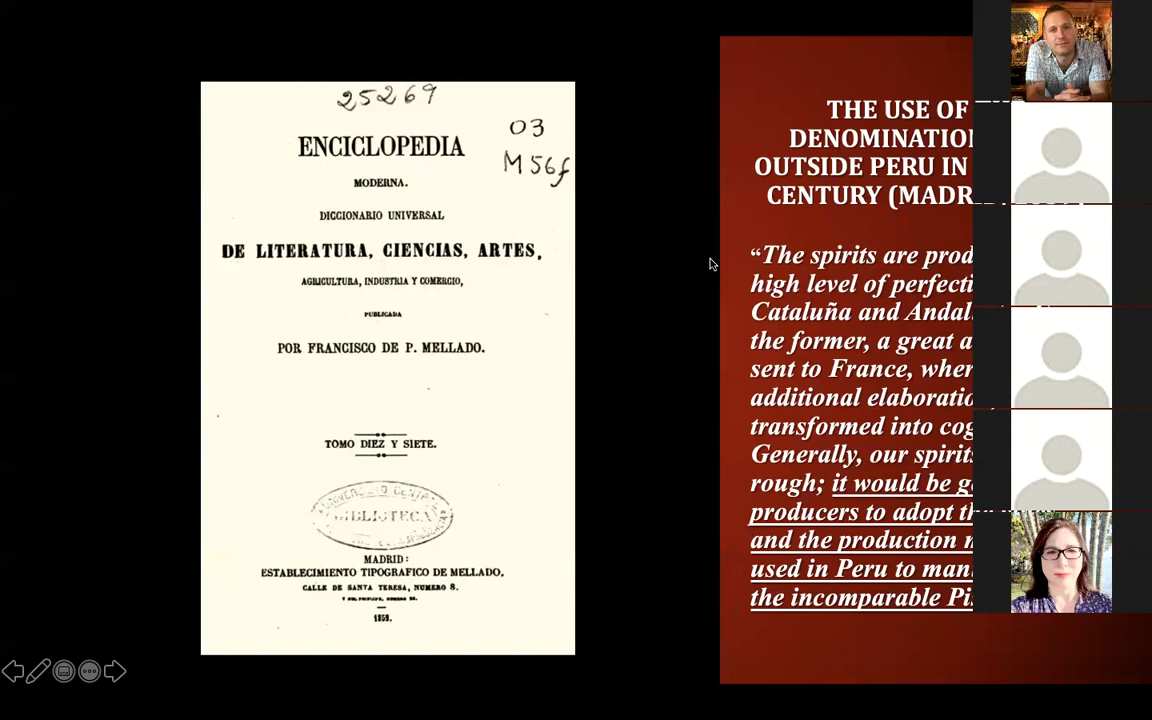 25269
03
M56f
ENCICLOPEDIA
MODERNA.
DICCIONARIO UNIVERSAL
DE LITERATURA, CIENCIAS, ARTES,
AGRICULTURA, INDUSTRIA Y COMERCIO,
PUBLICADA
POR FRANCISCO DE P. MELLADO.
TOMO DIEZ Y SIETE.
BIBLIOTECA
MADRID:
ESTABLECIMIENTO TIPOGRAFICO DE MELLADO.
CALLE DE SANTA TERESA, NUMERO 8.
THE USE OF
DENOMINATION
OUTSIDE PERU IN
CENTURY (MADR
“The spirits are prod
high level of perfecti
Cataluña and Andal
the former, a great a
sent to France, wher
additional elaboratio
transformed into cog
Generally, our spirits
rough; it would be g
producers to adopt th
and the production m
used in Peru to man
the incomparable Pis